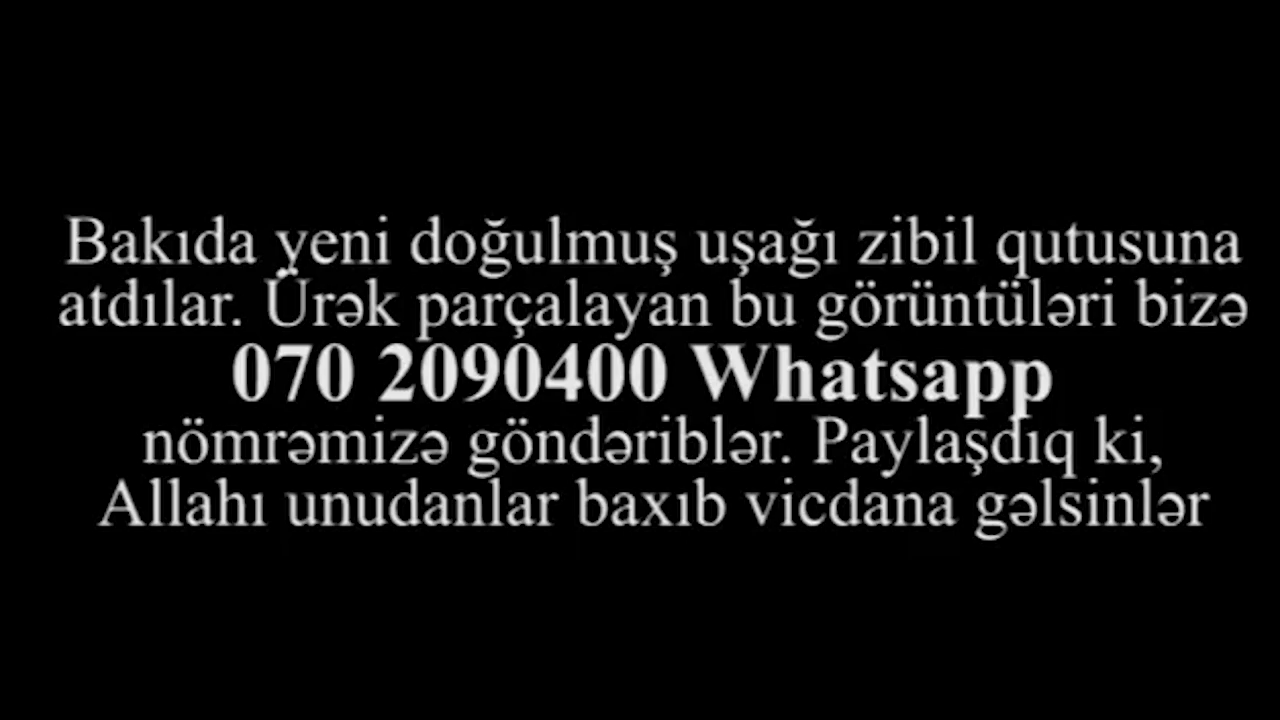 Bakıda yeni doğulmuş uşağı zibil qutusuna
atdılar. Ürək parçalayan bu görüntüləri bizə
070 2090400 Whatsapp
nömrəmizə göndəriblər. Paylaşdıq ki,
Allahı unudanlar baxıb vicdana gəlsinlər